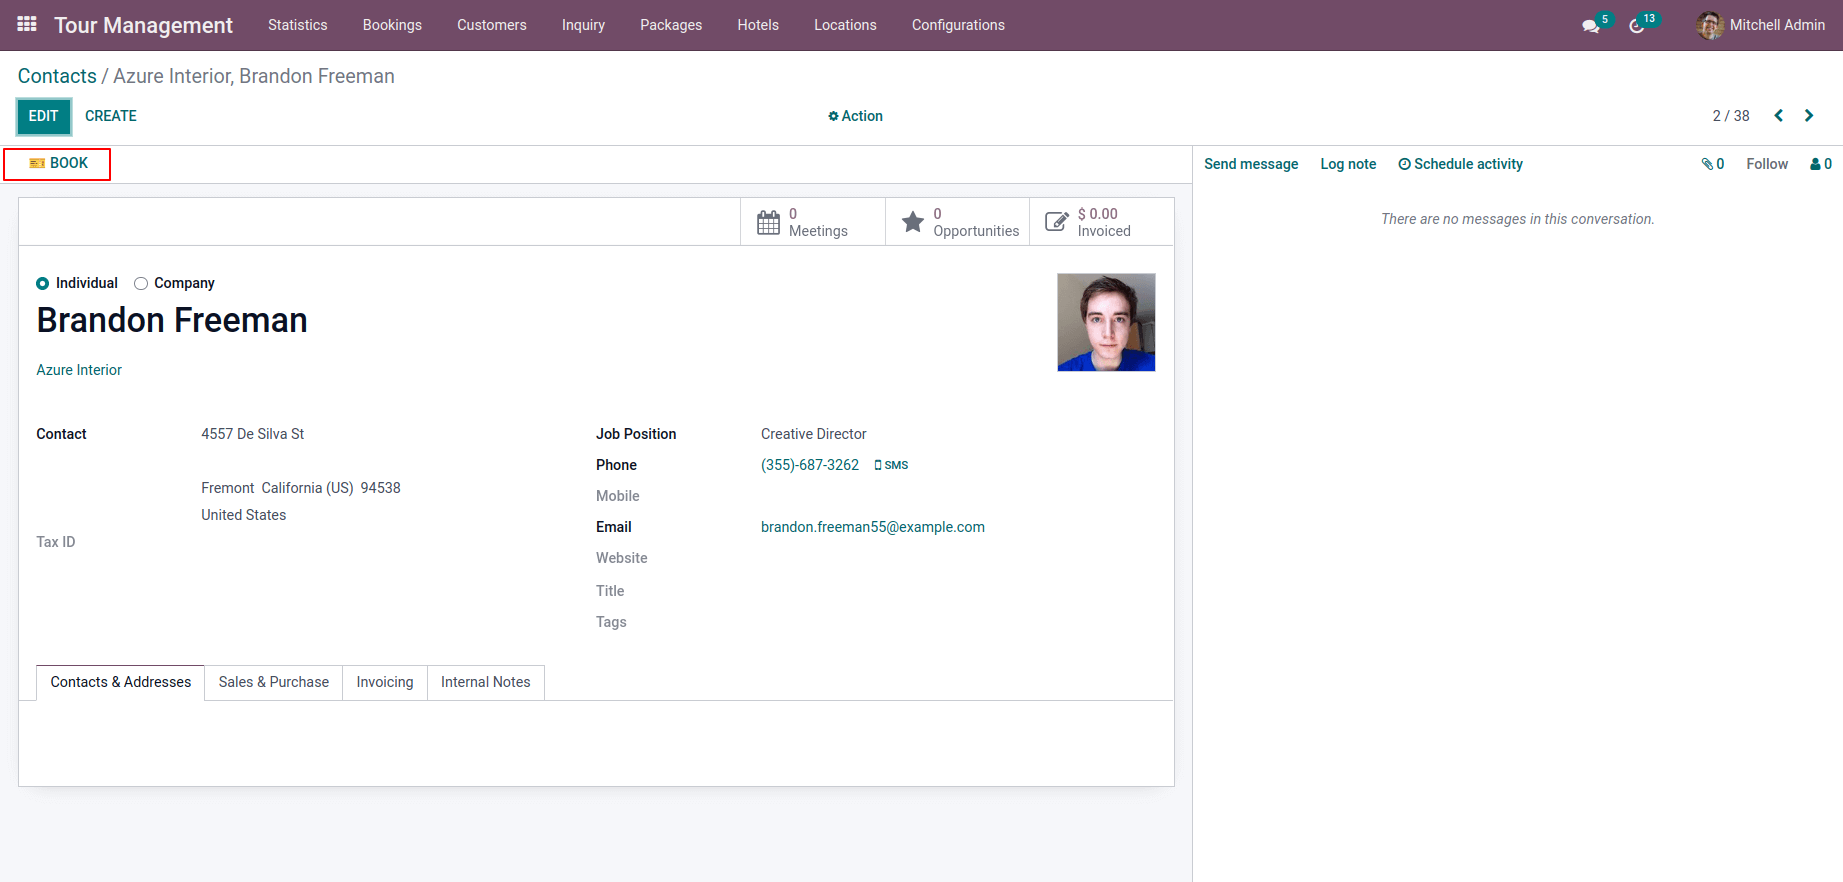 Tour Management Statistics Bookings Customers Inquiry Packages Hotels Locations Configurations 5 13 Mitchell Admin
Contacts / Azure Interior, Brandon Freeman
EDIT CREATE Action 2 / 38
BOOK Send message Log note Schedule activity 0 Follow 0
There are no messages in this conversation.
0 Meetings
0 Opportunities
$ 0.00 Invoiced
Individual Company
Brandon Freeman
Azure Interior
Contact 4557 De Silva St
Fremont California (US) 94538
United States
Tax ID
Job Position Creative Director
Phone (355)-687-3262 SMS
Mobile
Email brandon.freeman55@example.com
Website
Title
Tags
Contacts & Addresses Sales & Purchase Invoicing Internal Notes